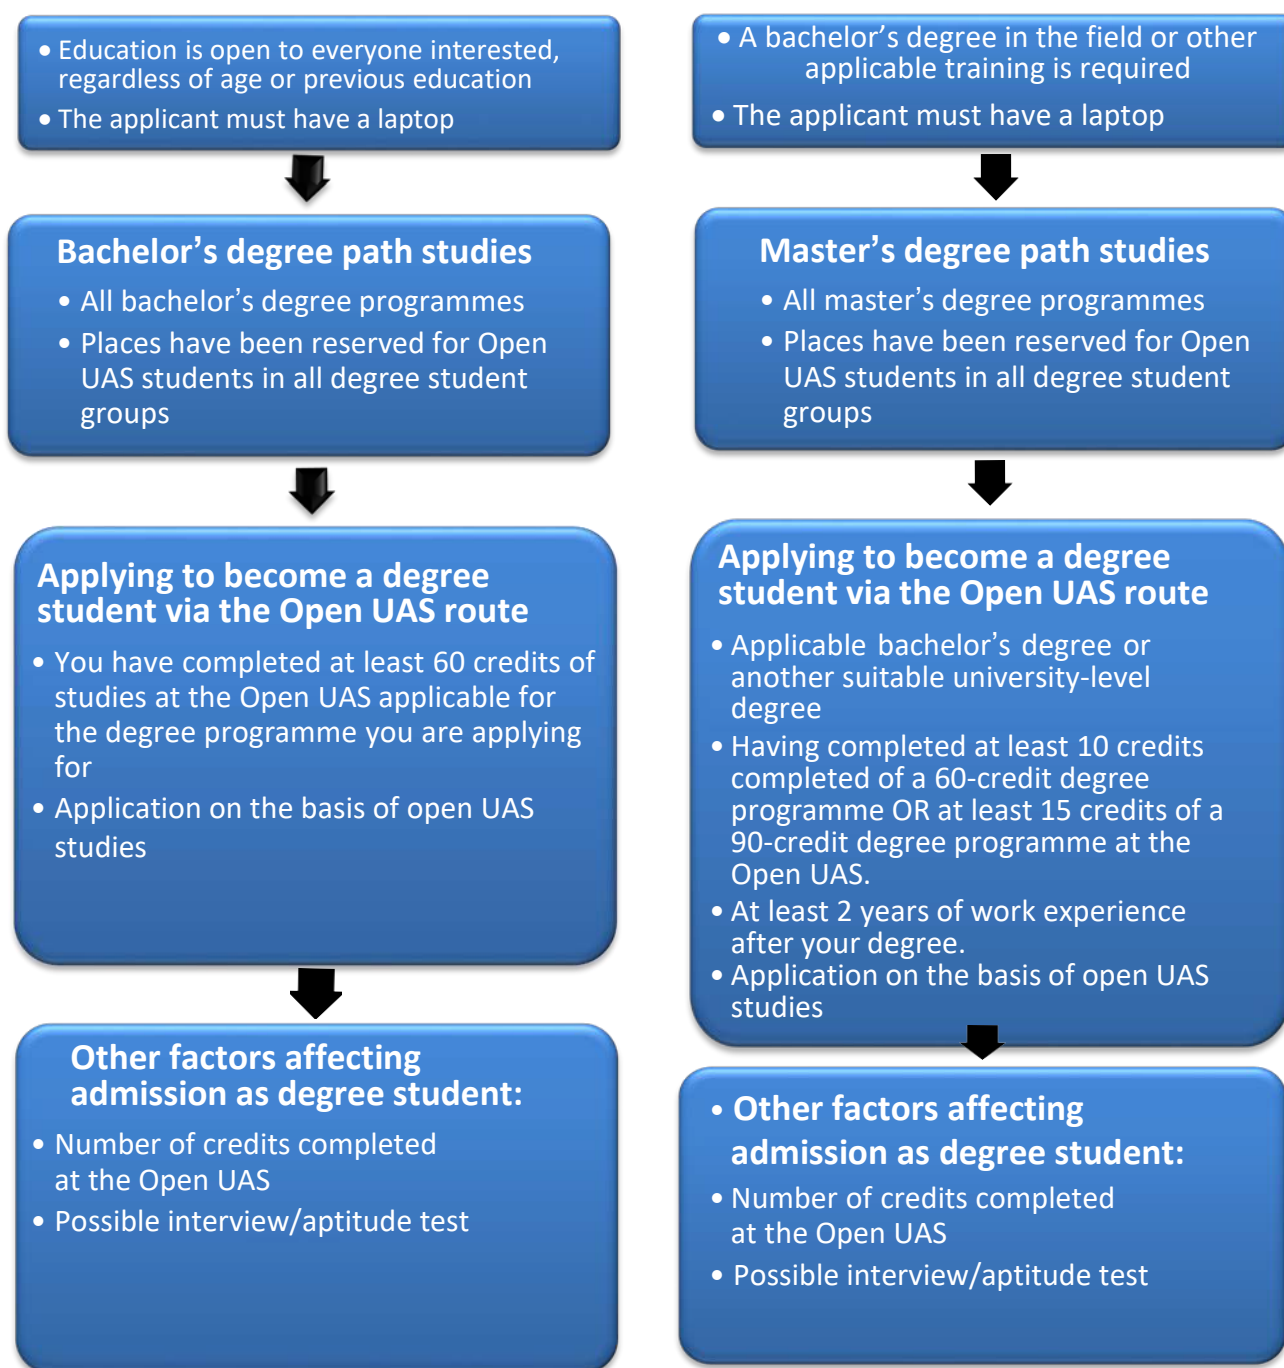 • Education is open to everyone interested,
regardless of age or previous education
• The applicant must have a laptop
Bachelor’s degree path studies
• All bachelor’s degree programmes
• Places have been reserved for Open
UAS students in all degree student
groups
Applying to become a degree
student via the Open UAS route
• You have completed at least 60 credits of
studies at the Open UAS applicable for
the degree programme you are applying
for
• Application on the basis of open UAS
studies
Other factors affecting
admission as degree student:
• Number of credits completed
at the Open UAS
• Possible interview/aptitude test
• A bachelor’s degree in the field or other
applicable training is required
• The applicant must have a laptop
Master’s degree path studies
• All master’s degree programmes
• Places have been reserved for Open
UAS students in all degree student
groups
Applying to become a degree
student via the Open UAS route
• Applicable bachelor’s degree or
another suitable university-level
degree
• Having completed at least 10 credits
completed of a 60-credit degree
programme OR at least 15 credits of a
90-credit degree programme at the
Open UAS.
• At least 2 years of work experience
after your degree.
• Application on the basis of open UAS
studies
• Other factors affecting
admission as degree student:
• Number of credits completed
at the Open UAS
• Possible interview/aptitude test